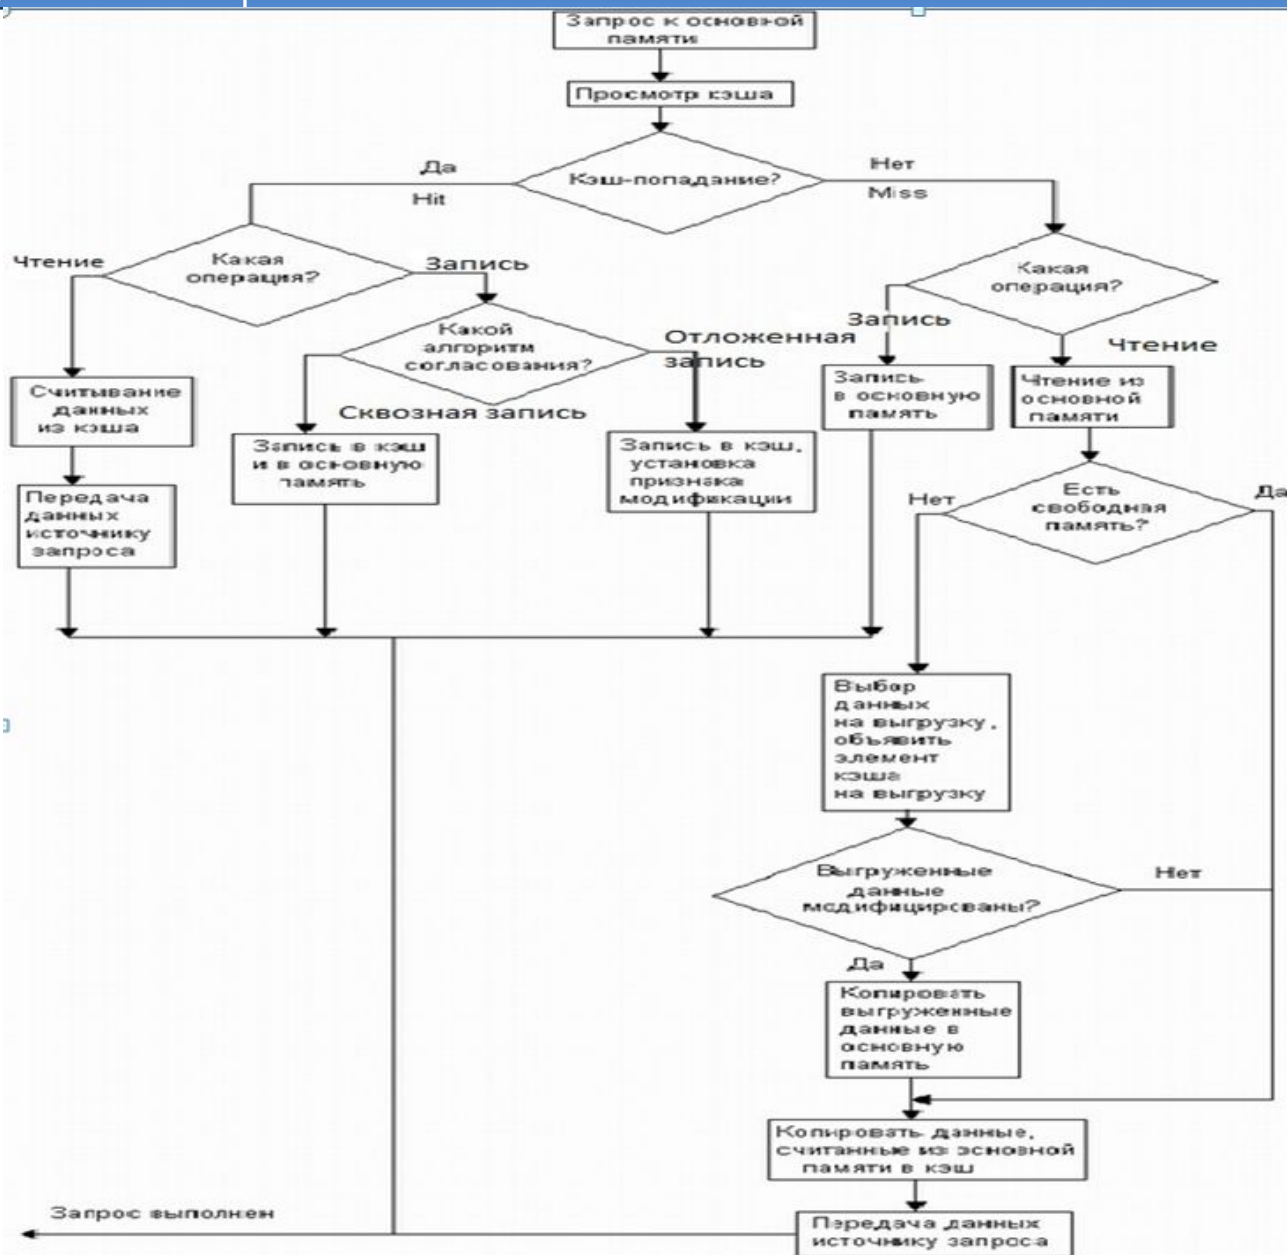 Запрос к основной
памяти
Просмотр кэша
Кэш-попадание?
Да
Hit
Нет
Miss
Какая
операция?
Чтение
Запись
Какая
операция?
Запись
Чтение
Какой
алгоритм
согласования?
Отложенная
запись
Сквозная запись
Считывание
данных
из кэша
Передача
данных
источнику
запроса
Запись в кэш
и в основную
память
Запись в кэш,
установка
признака
модификации
Запись
в основную
память
Чтение из
основной
памяти
Есть
свободная
память?
Нет
Да
Выбор
данных
на выгрузку,
объявить
элемент
кэша
на выгрузку
Выгруженные
данные
модифицированы?
Нет
Да
Копировать
выгруженные
данные в
основную
память
Копировать данные,
считанные из основной
памяти в кэш
Передача данных
источнику запроса
Запрос выполнен